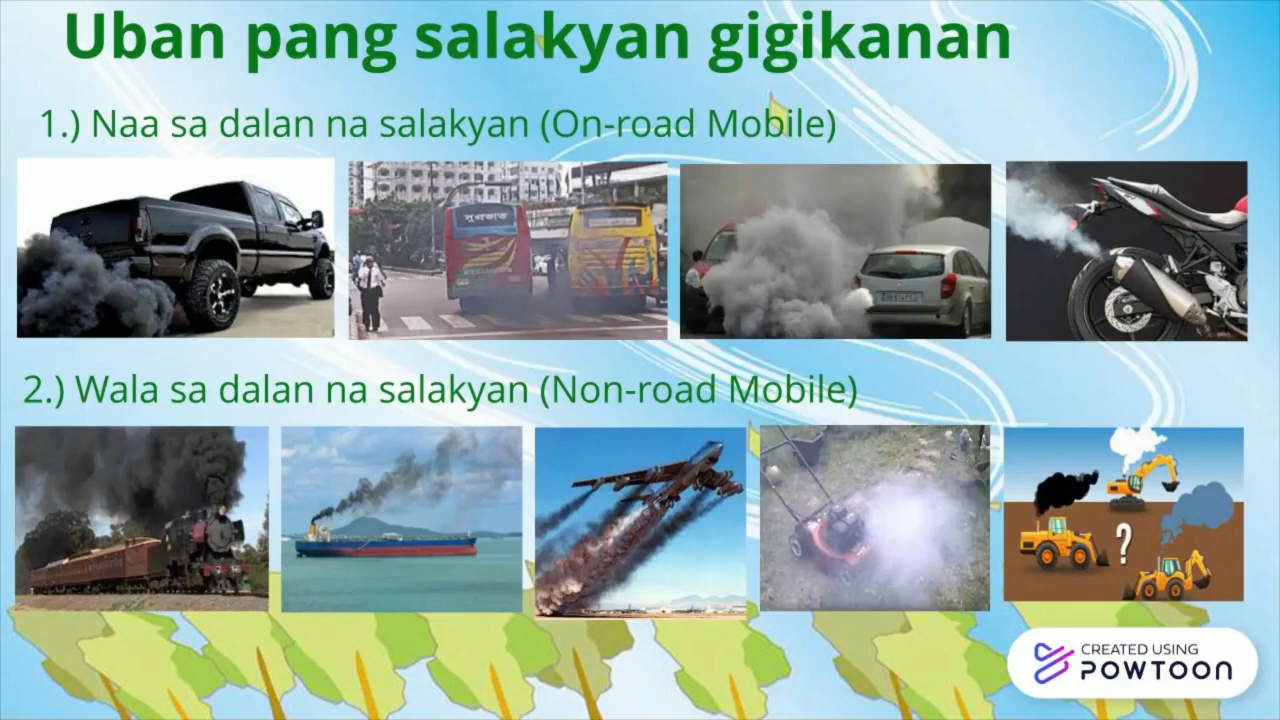 Uban pang salakyan gigikanan
1.) Naa sa dalan na salakyan (On-road Mobile)
সুপ্রভাত
2.) Wala sa dalan na salakyan (Non-road Mobile)
?
CREATED USING
POWTOON